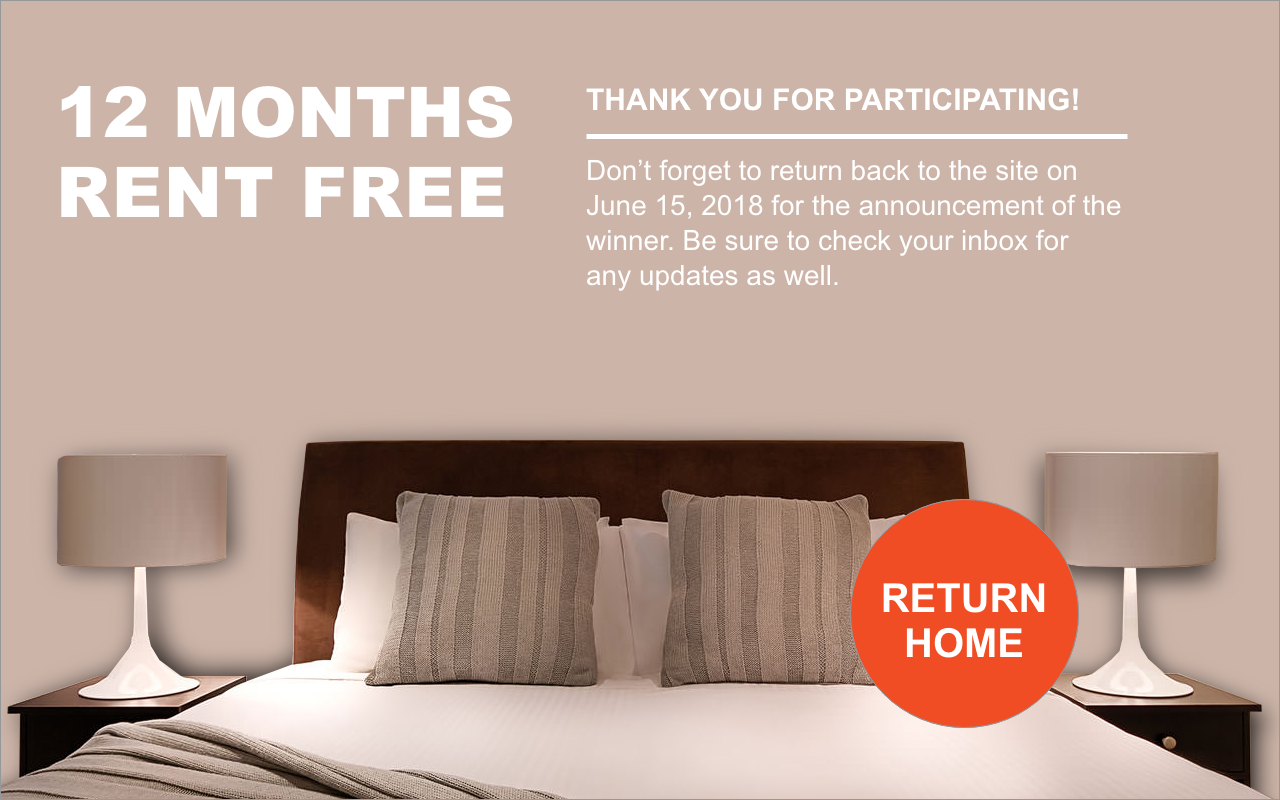 12 MONTHS
RENT FREE
THANK YOU FOR PARTICIPATING!
Don’t forget to return back to the site on
June 15, 2018 for the announcement of the
winner. Be sure to check your inbox for
any updates as well.
RETURN
HOME